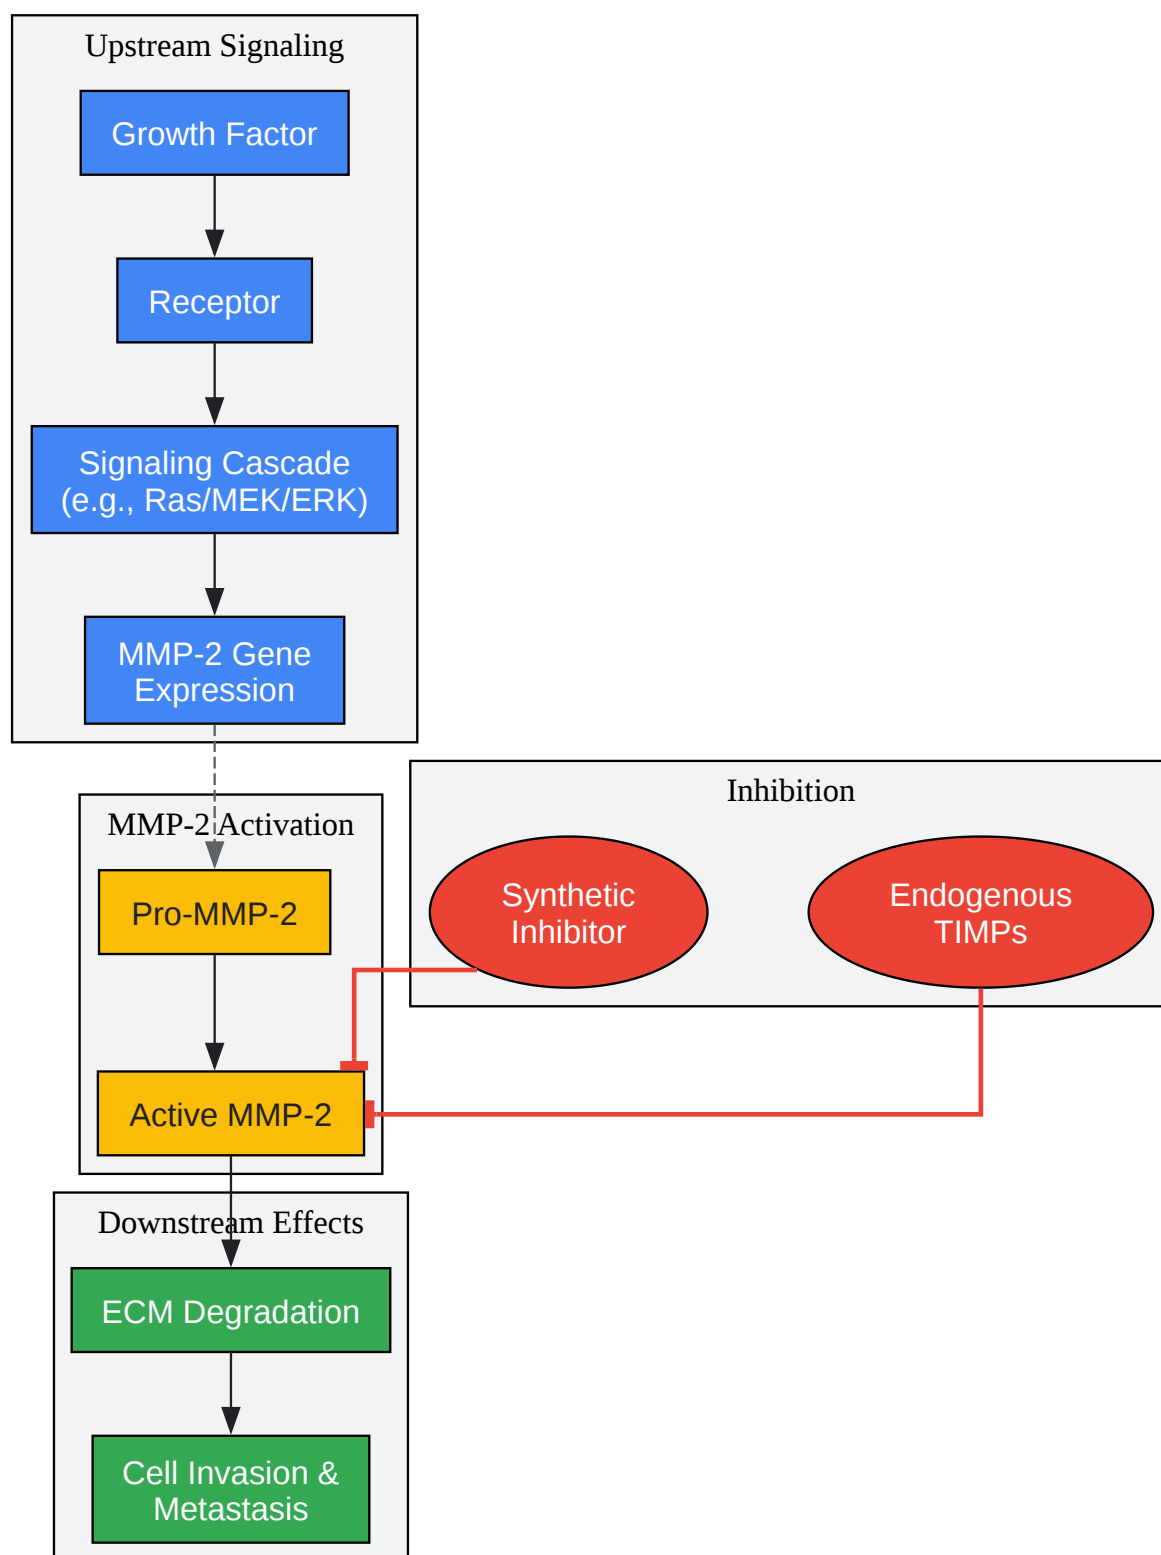 Upstream Signaling
Growth Factor
Receptor
Signaling Cascade
(e.g., Ras/MEK/ERK)
MMP-2 Gene
Expression
MMP-2 Activation
Pro-MMP-2
Active MMP-2
Inhibition
Synthetic
Inhibitor
Endogenous
TIMPs
Downstream Effects
ECM Degradation
Cell Invasion &
Metastasis